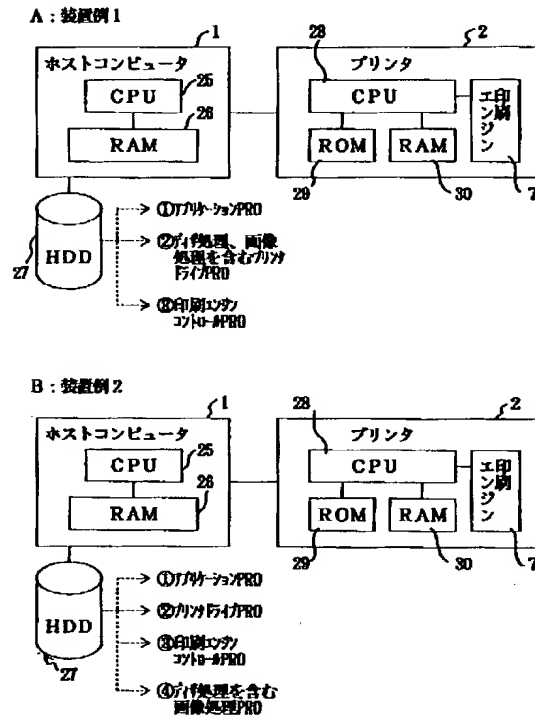 A:装置例1
1
2
ホストコンピュータ
25
CPU
26
RAM
28
プリンタ
CPU
印刷
エンジン
ROM
RAM
29
30
7
27
HDD
①アプリケーションPRO
②ディザ処理、画像
処理を含むプリンタ
ドライブPRO
③印刷エンタン
コントロールPRO
B:装置例2
1
2
ホストコンピュータ
25
CPU
26
RAM
28
プリンタ
CPU
印刷
エンジン
ROM
RAM
29
30
7
HDD
27
①アプリケーションPRO
②プリンタドライブPRO
③印刷エンタン
コントロールPRO
④ディザ処理を含む
画像処理PRO